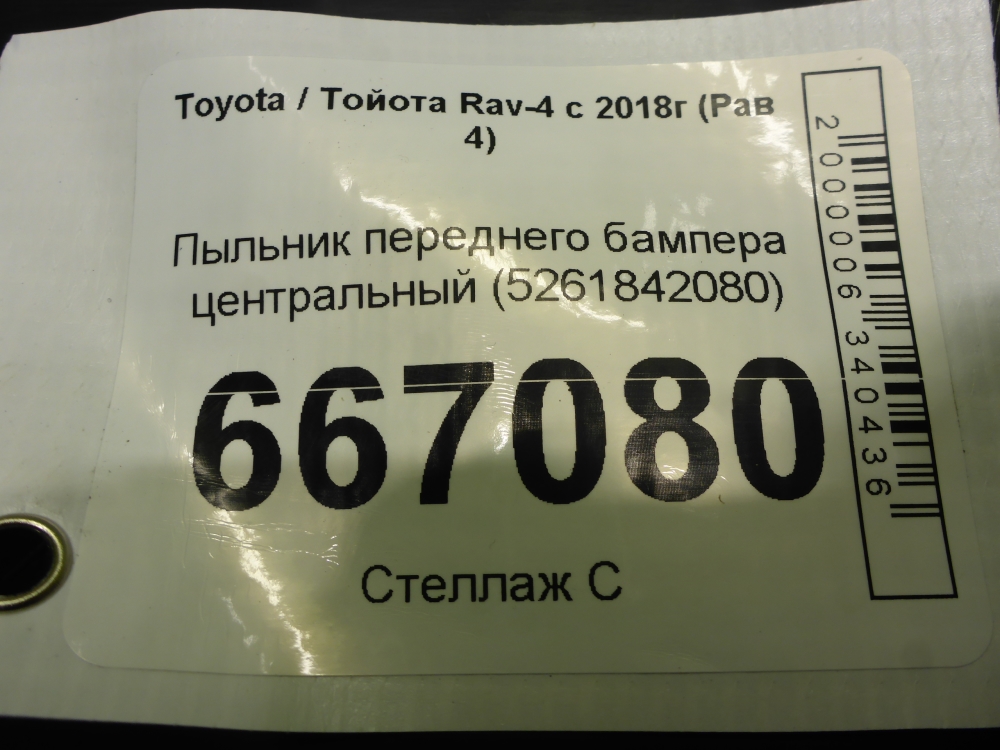 Toyota / Тойота Rav-4 с 2018г (Рав
4)
Пыльник переднего бампера
центральный (5261842080)
667080
Стеллаж С
2000006340436